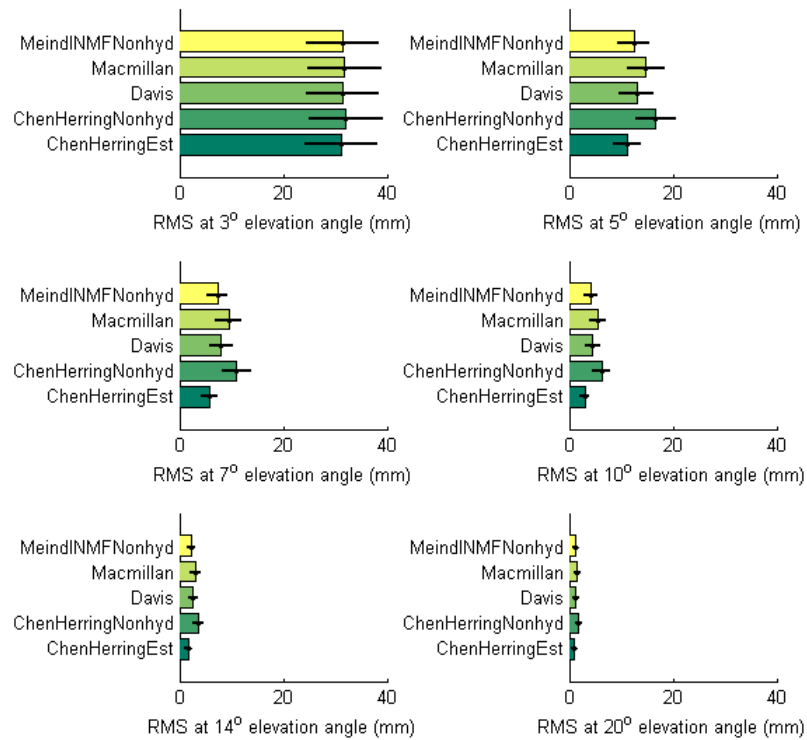 MeindlNMFNonhyd
Macmillan
Davis
ChenHerringNonhyd
ChenHerringEst
0 20 40
RMS at 3° elevation angle (mm)
MeindlNMFNonhyd
Macmillan
Davis
ChenHerringNonhyd
ChenHerringEst
0 20 40
RMS at 5° elevation angle (mm)
MeindlNMFNonhyd
Macmillan
Davis
ChenHerringNonhyd
ChenHerringEst
0 20 40
RMS at 7° elevation angle (mm)
MeindlNMFNonhyd
Macmillan
Davis
ChenHerringNonhyd
ChenHerringEst
0 20 40
RMS at 10° elevation angle (mm)
MeindlNMFNonhyd
Macmillan
Davis
ChenHerringNonhyd
ChenHerringEst
0 20 40
RMS at 14° elevation angle (mm)
MeindlNMFNonhyd
Macmillan
Davis
ChenHerringNonhyd
ChenHerringEst
0 20 40
RMS at 20° elevation angle (mm)